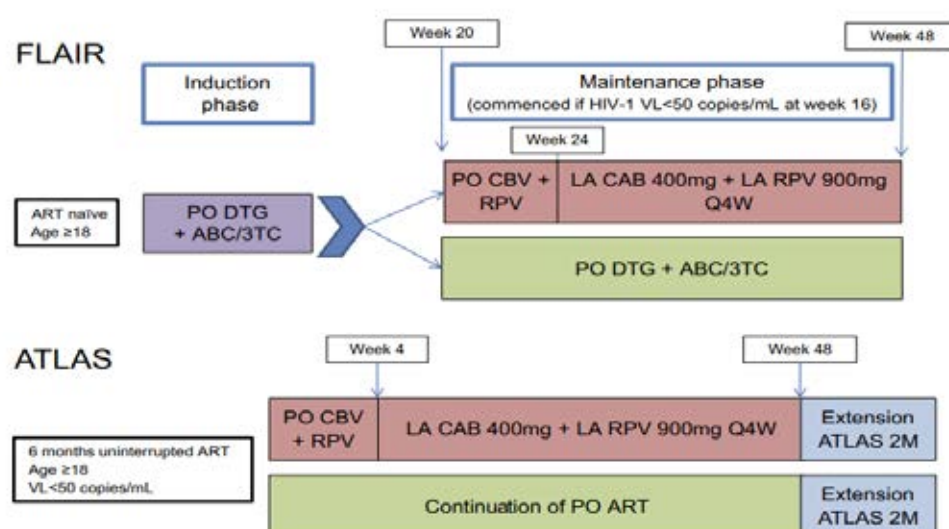 Week 20
Week 48
FLAIR
Induction
phase
Maintenance phase
(commenced if HIV-1 VL<50 copies/mL at week 16)
Week 24
PO CBV +
RPV
LA CAB 400mg + LA RPV 900mg
Q4W
ART naïve
Age ≥18
PO DTG
+ ABC/3TC
PO DTG + ABC/3TC
ATLAS
Week 4
Week 48
PO CBV
+ RPV
LA CAB 400mg + LA RPV 900mg Q4W
Extension
ATLAS 2M
6 months uninterrupted ART
Age ≥18
VL<50 copies/mL
Continuation of PO ART
Extension
ATLAS 2M